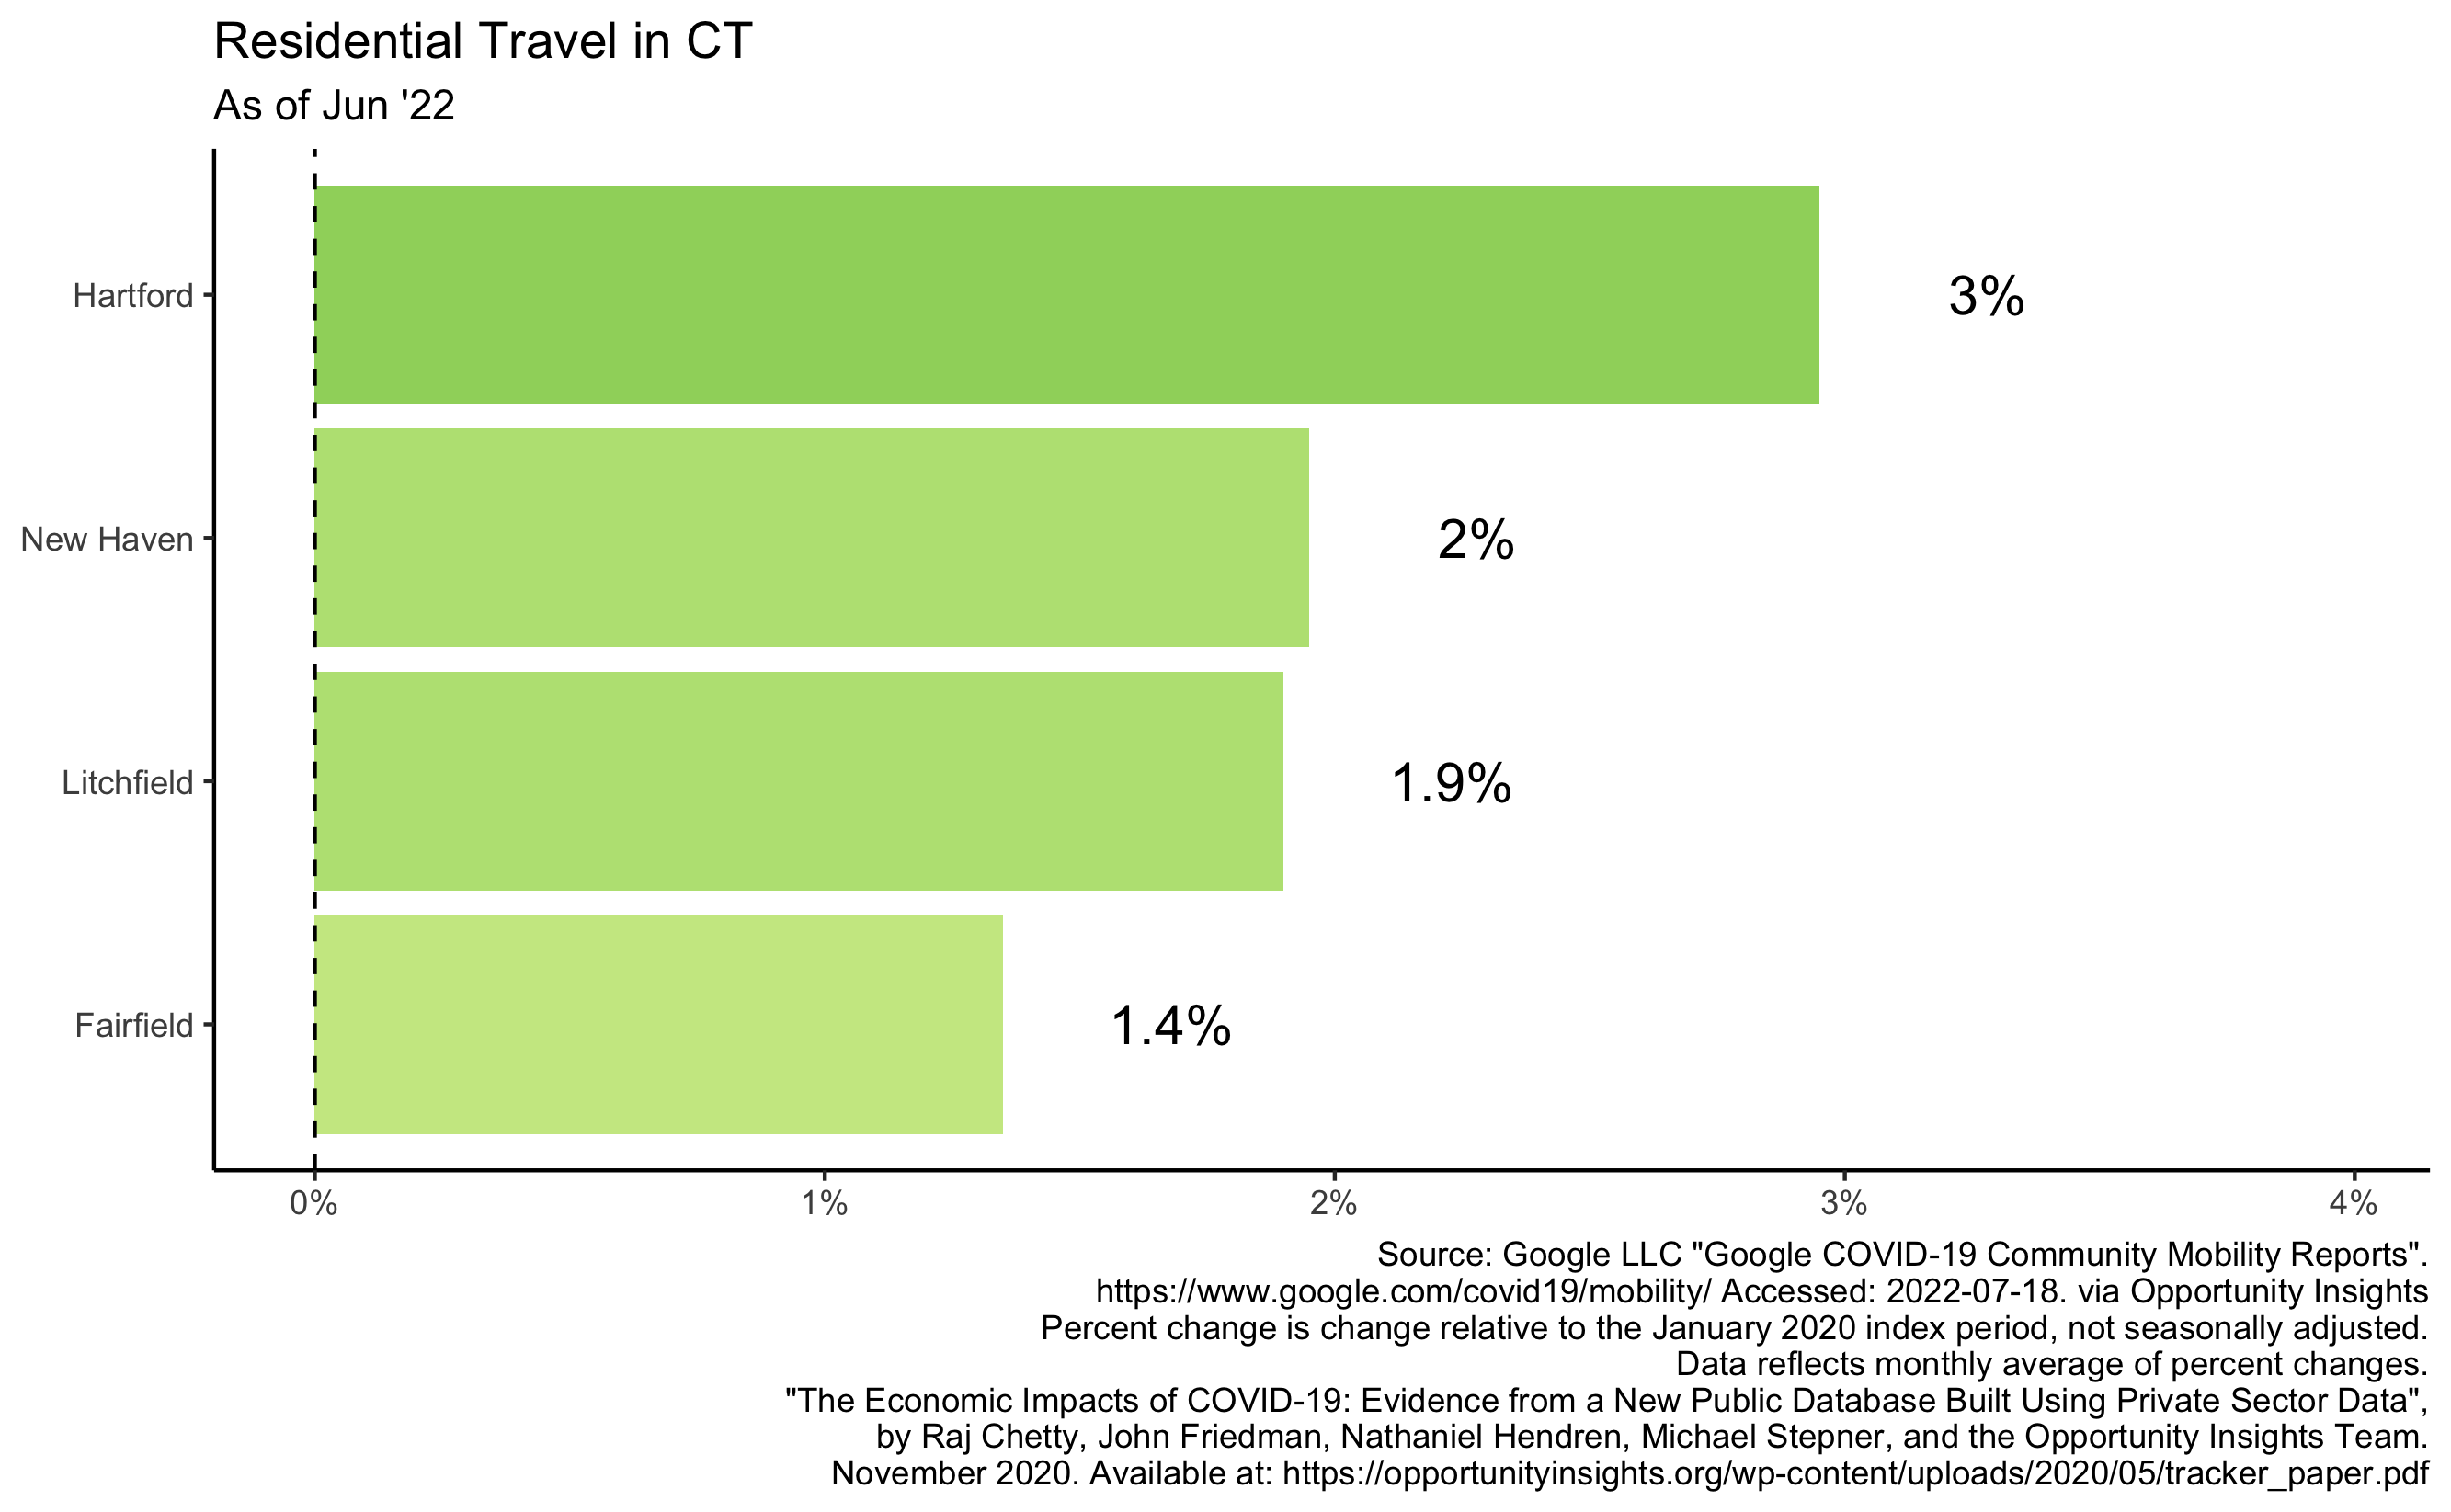 Residential Travel in CT
As of Jun '22
Hartford
3%
New Haven
2%
Litchfield
1.9%
Fairfield
1.4%
0% 1% 2% 3% 4%
Source: Google LLC "Google COVID-19 Community Mobility Reports".
https://www.google.com/covid19/mobility/ Accessed: 2022-07-18. via Opportunity Insights
Percent change is change relative to the January 2020 index period, not seasonally adjusted.
Data reflects monthly average of percent changes.
"The Economic Impacts of COVID-19: Evidence from a New Public Database Built Using Private Sector Data",
by Raj Chetty, John Friedman, Nathaniel Hendren, Michael Stepner, and the Opportunity Insights Team.
November 2020. Available at: https://opportunityinsights.org/wp-content/uploads/2020/05/tracker_paper.pdf